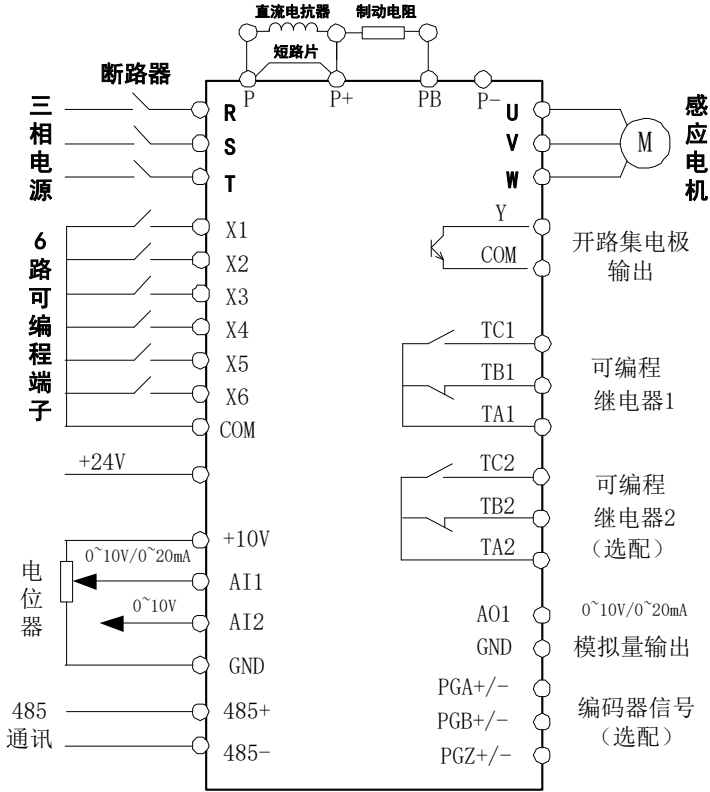 直流电抗器
制动电阻
短路片
P
P+
PB
P-
断路器
三相电源
R
S
T
U
V
W
M
感应电机
6路可编程端子
X1
X2
X3
X4
X5
X6
COM
+24V
Y
COM
开路集电极
输出
TC1
TB1
TA1
可编程
继电器1
TC2
TB2
TA2
可编程
继电器2
（选配）
电位器
+10V
0~10V/0~20mA
AI1
0~10V
AI2
GND
AO1
0~10V/0~20mA
GND
模拟量输出
PGA+/-
PGB+/-
PGZ+/-
编码器信号
（选配）
485
通讯
485+
485-